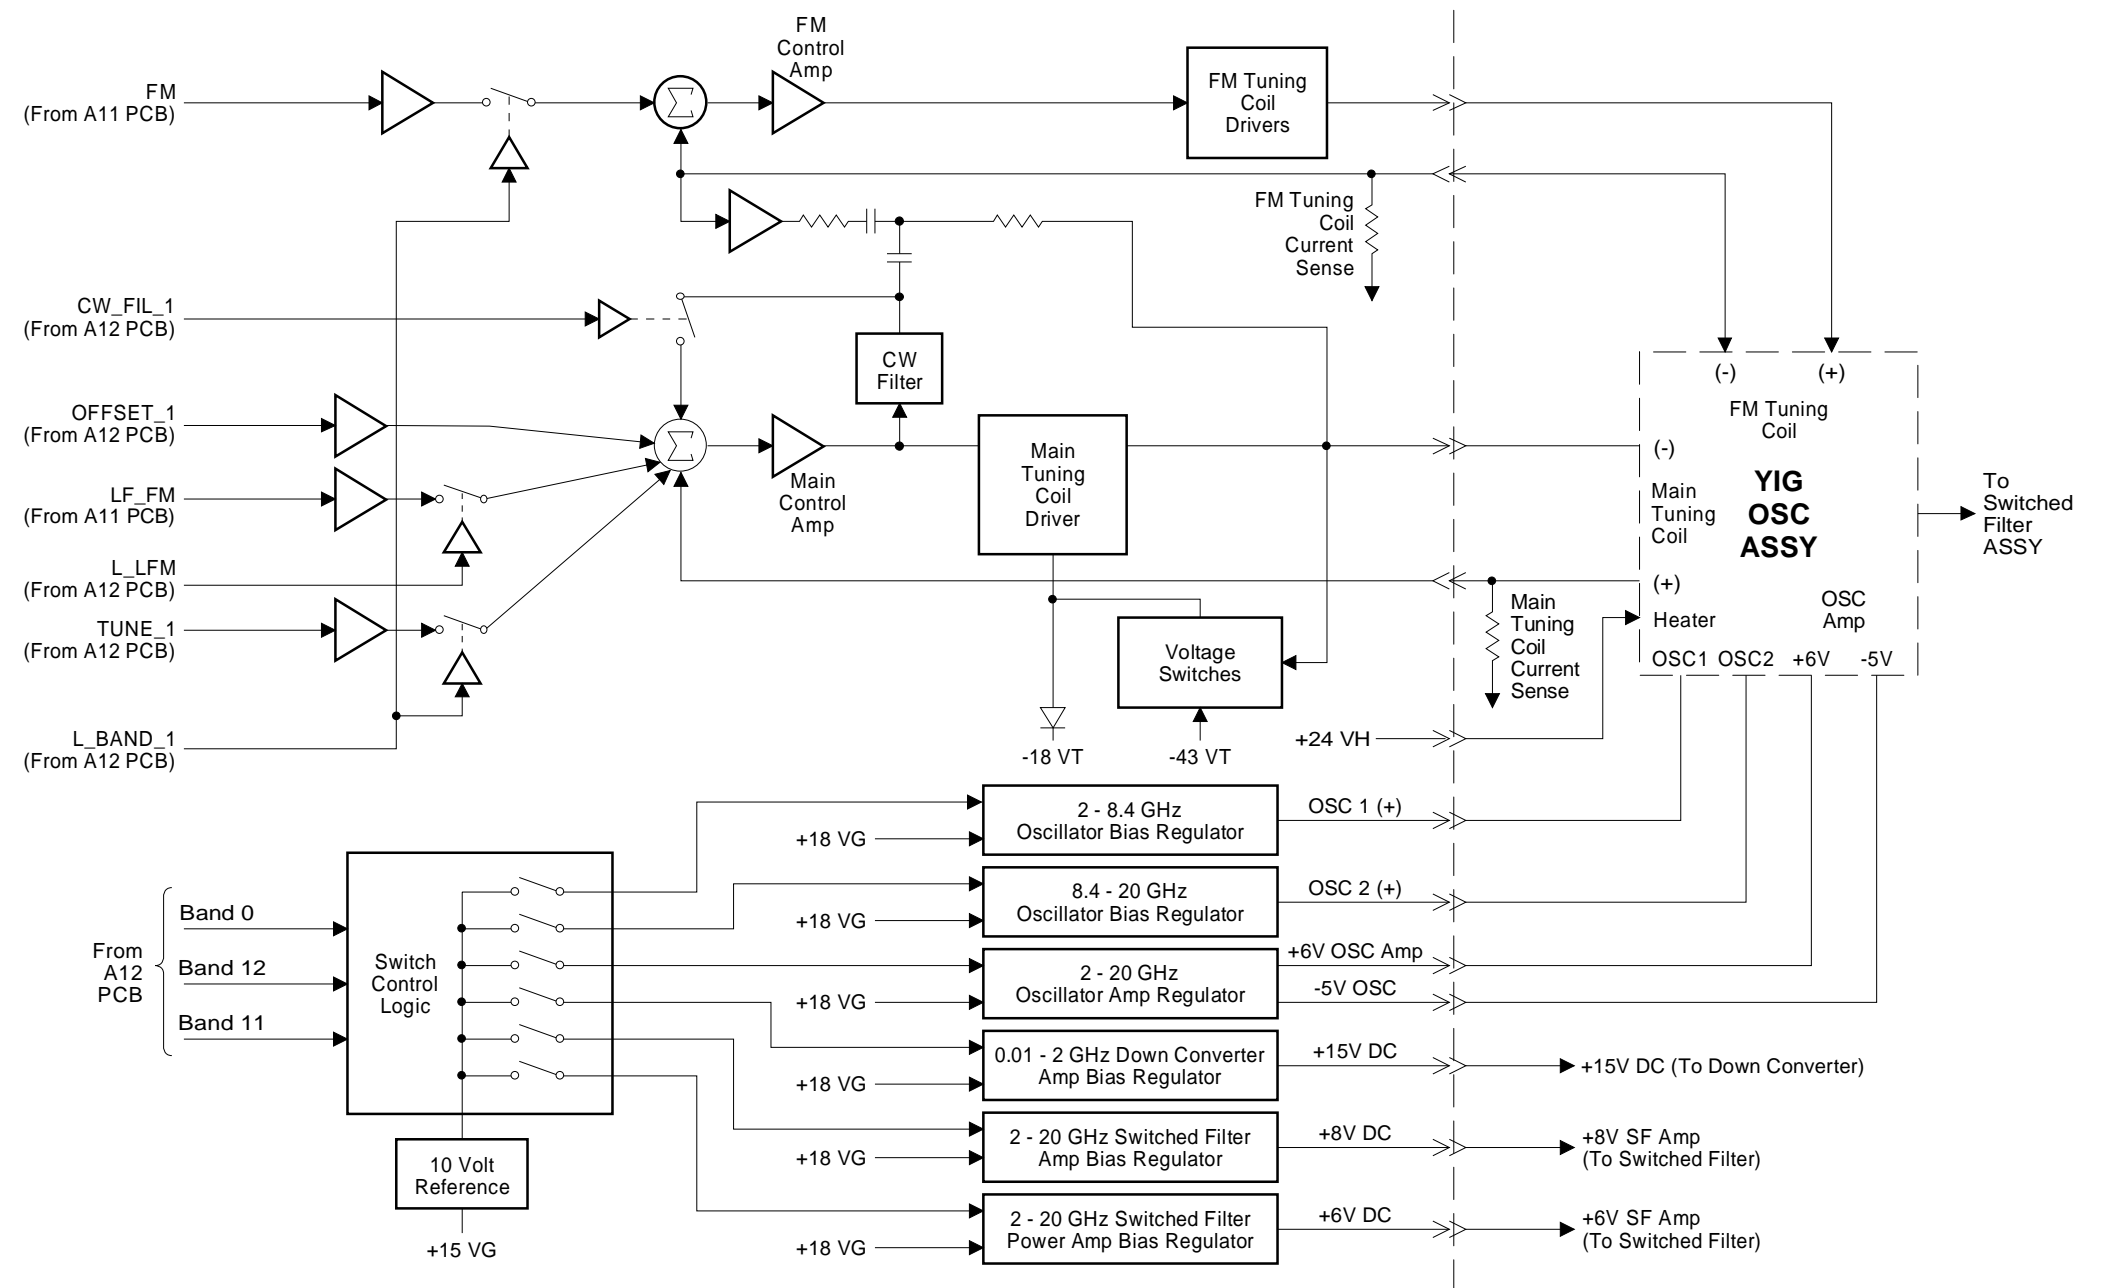 FM
Control
Amp
FM
(From A11 PCB)
Σ
FM Tuning
Coil
Drivers
FM Tuning
Coil
Current
Sense
CW_FIL_1
(From A12 PCB)
CW
Filter
(-)
(+)
FM Tuning
Coil
OFFSET_1
(From A12 PCB)
Σ
Main
Control
Amp
Main
Tuning
Coil
Driver
(-)
Main
Tuning
Coil
YIG
OSC
ASSY
To
Switched
Filter
ASSY
LF_FM
(From A11 PCB)
L_LFM
(From A12 PCB)
(+)
Heater
OSC
Amp
OSC1 OSC2 +6V -5V
Main
Tuning
Coil
Current
Sense
TUNE_1
(From A12 PCB)
Voltage
Switches
L_BAND_1
(From A12 PCB)
-18 VT
-43 VT
+24 VH
2 - 8.4 GHz
Oscillator Bias Regulator
+18 VG
OSC 1 (+)
8.4 - 20 GHz
Oscillator Bias Regulator
+18 VG
OSC 2 (+)
From
A12
PCB
Band 0
Band 12
Band 11
Switch
Control
Logic
2 - 20 GHz
Oscillator Amp Regulator
+18 VG
+6V OSC Amp
-5V OSC
0.01 - 2 GHz Down Converter
Amp Bias Regulator
+18 VG
+15V DC
+15V DC (To Down Converter)
2 - 20 GHz Switched Filter
Amp Bias Regulator
+18 VG
+8V DC
+8V SF Amp
(To Switched Filter)
10 Volt
Reference
+15 VG
2 - 20 GHz Switched Filter
Power Amp Bias Regulator
+18 VG
+6V DC
+6V SF Amp
(To Switched Filter)